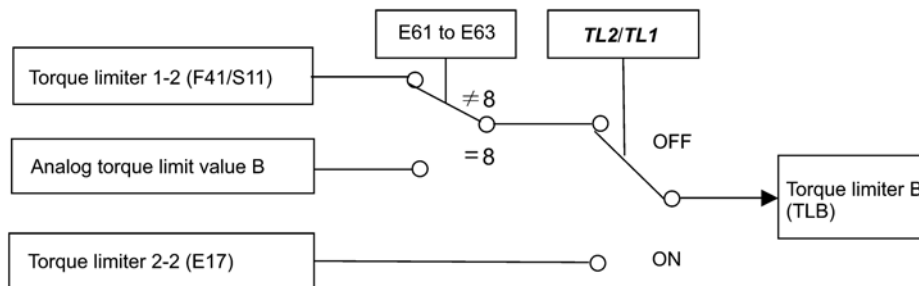 E61 to E63
TL2/TL1
Torque limiter 1-2 (F41/S11)
≠8
=8
OFF
Analog torque limit value B
Torque limiter B
(TLB)
Torque limiter 2-2 (E17)
ON